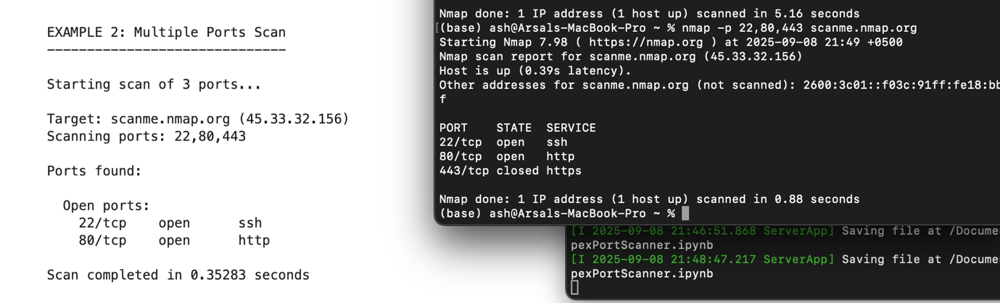 EXAMPLE 2: Multiple Ports Scan
------------------------------
Starting scan of 3 ports...
Target: scanme.nmap.org (45.33.32.156)
Scanning ports: 22,80,443
Ports found:
Open ports:
22/tcp open ssh
80/tcp open http
Scan completed in 0.35283 seconds
Nmap done: 1 IP address (1 host up) scanned in 5.16 seconds
[(base) ash@Arsals-MacBook-Pro ~ % nmap -p 22,80,443 scanme.nmap.org
Starting Nmap 7.98 ( https://nmap.org ) at 2025-09-08 21:49 +0500
Nmap scan report for scanme.nmap.org (45.33.32.156)
Host is up (0.39s latency).
Other addresses for scanme.nmap.org (not scanned): 2600:3c01::f03c:91ff:fe18:bb
f
PORT STATE SERVICE
22/tcp open ssh
80/tcp open http
443/tcp closed https
Nmap done: 1 IP address (1 host up) scanned in 0.88 seconds
(base) ash@Arsals-MacBook-Pro ~ %
[I 2025-09-08 21:46:51.868 ServerApp] Saving file at /Docume
pexPortScanner.ipynb
[I 2025-09-08 21:48:47.217 ServerApp] Saving file at /Docume
pexPortScanner.ipynb